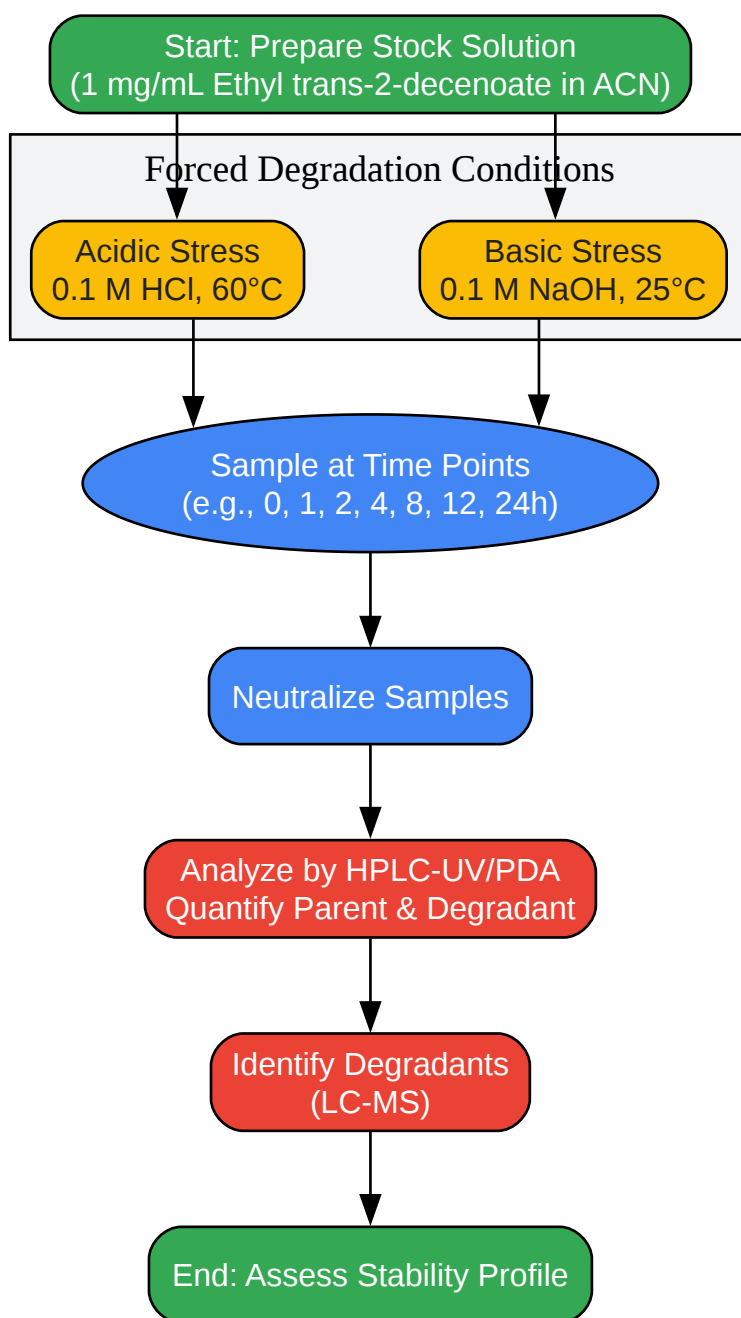 Start: Prepare Stock Solution
(1 mg/mL Ethyl trans-2-decenoate in ACN)
Forced Degradation Conditions
Acidic Stress
0.1 M HCl, 60°C
Basic Stress
0.1 M NaOH, 25°C
Sample at Time Points
(e.g., 0, 1, 2, 4, 8, 12, 24h)
Neutralize Samples
Analyze by HPLC-UV/PDA
Quantify Parent & Degradant
Identify Degradants
(LC-MS)
End: Assess Stability Profile